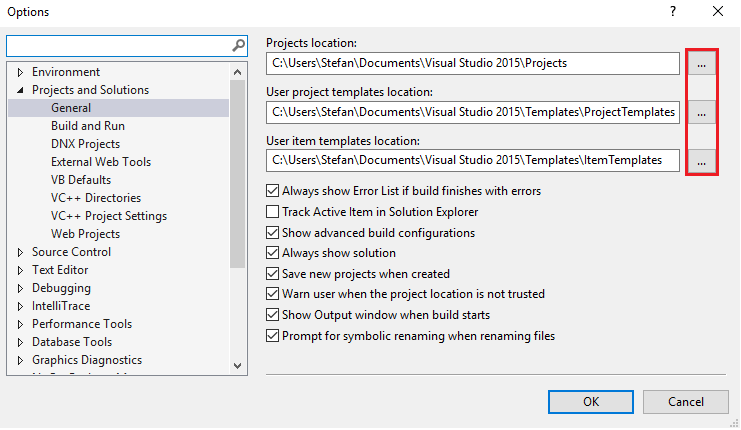 Options
?
Environment
Projects and Solutions
General
Build and Run
DNX Projects
External Web Tools
VB Defaults
VC++ Directories
VC++ Project Settings
Web Projects
Source Control
Text Editor
Debugging
IntelliTrace
Performance Tools
Database Tools
Graphics Diagnostics
Projects location:
C:\Users\Stefan\Documents\Visual Studio 2015\Projects
...
User project templates location:
C:\Users\Stefan\Documents\Visual Studio 2015\Templates\ProjectTemplates
...
User item templates location:
C:\Users\Stefan\Documents\Visual Studio 2015\Templates\ItemTemplates
...
Always show Error List if build finishes with errors
Track Active Item in Solution Explorer
Show advanced build configurations
Always show solution
Save new projects when created
Warn user when the project location is not trusted
Show Output window when build starts
Prompt for symbolic renaming when renaming files
OK
Cancel